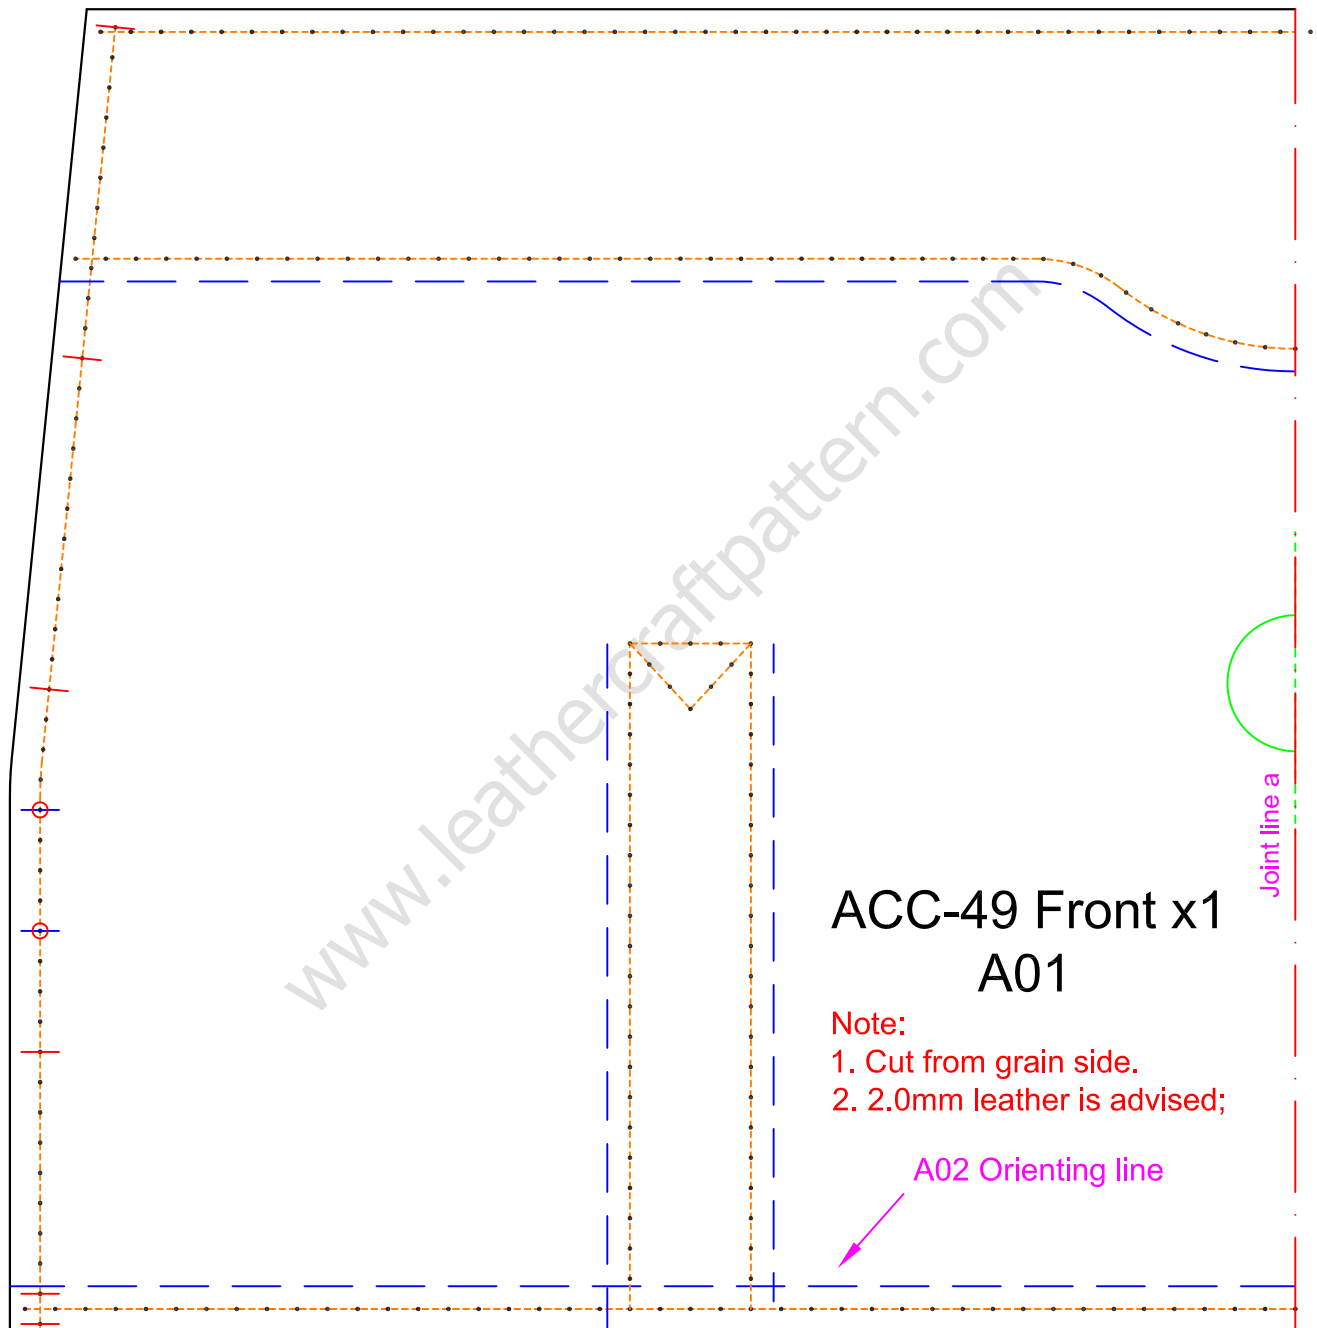 www.leathercraftpattern.com
Joint line a
ACC-49 Front x1
A01
Note:
1. Cut from grain side.
2. 2.0mm leather is advised;
A02 Orienting line